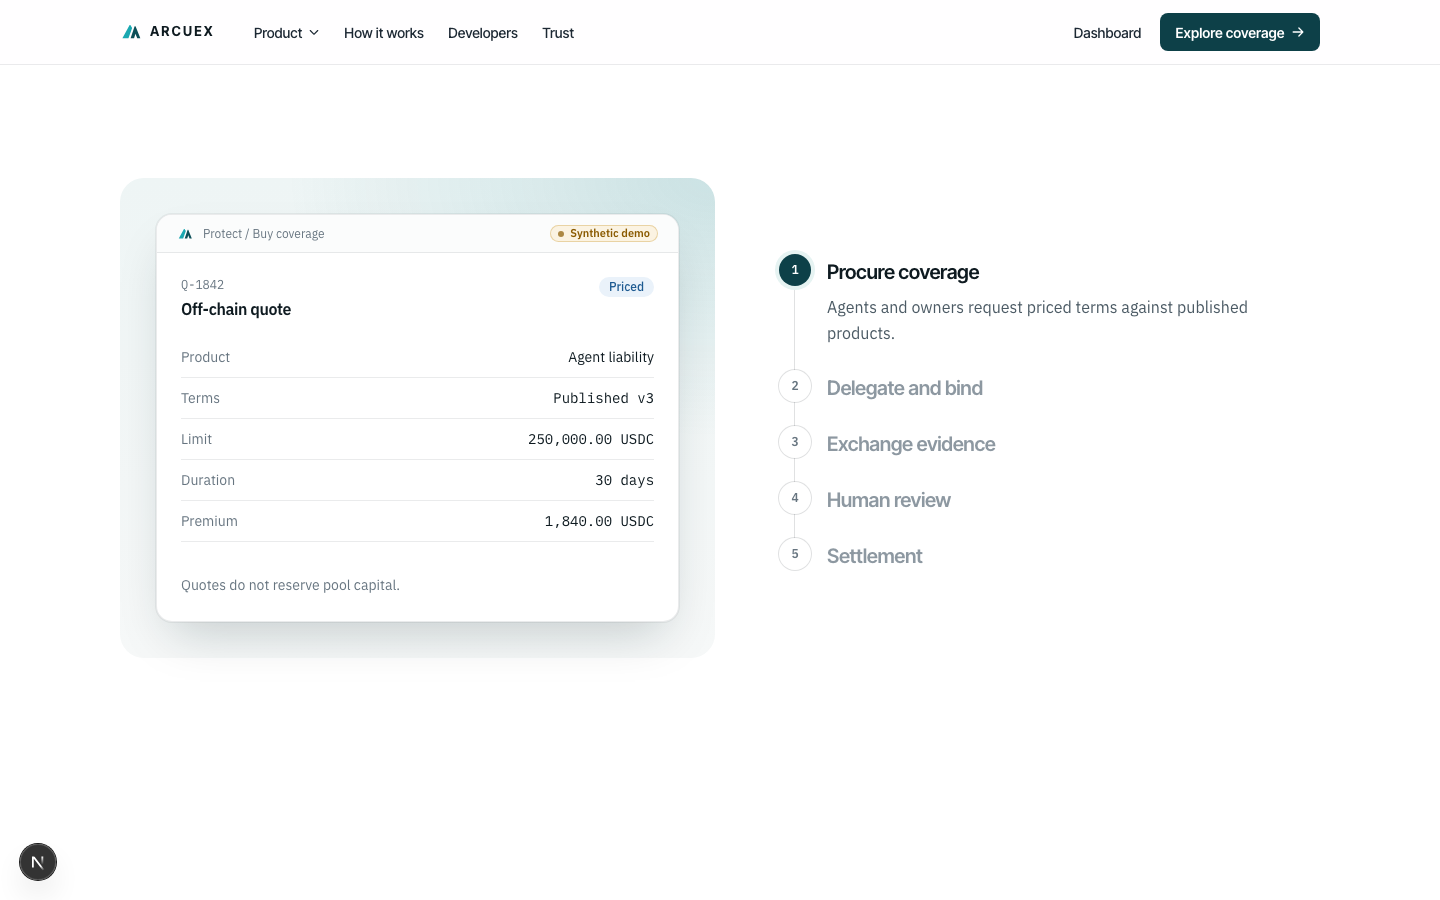 ARCUEX
Product
How it works
Developers
Trust
Dashboard
Explore coverage
Protect / Buy coverage
Synthetic demo
Q-1842
Priced
Off-chain quote
Product Agent liability
Terms Published v3
Limit 250,000.00 USDC
Duration 30 days
Premium 1,840.00 USDC
Quotes do not reserve pool capital.
1 Procure coverage
Agents and owners request priced terms against published
products.
2 Delegate and bind
3 Exchange evidence
4 Human review
5 Settlement
N